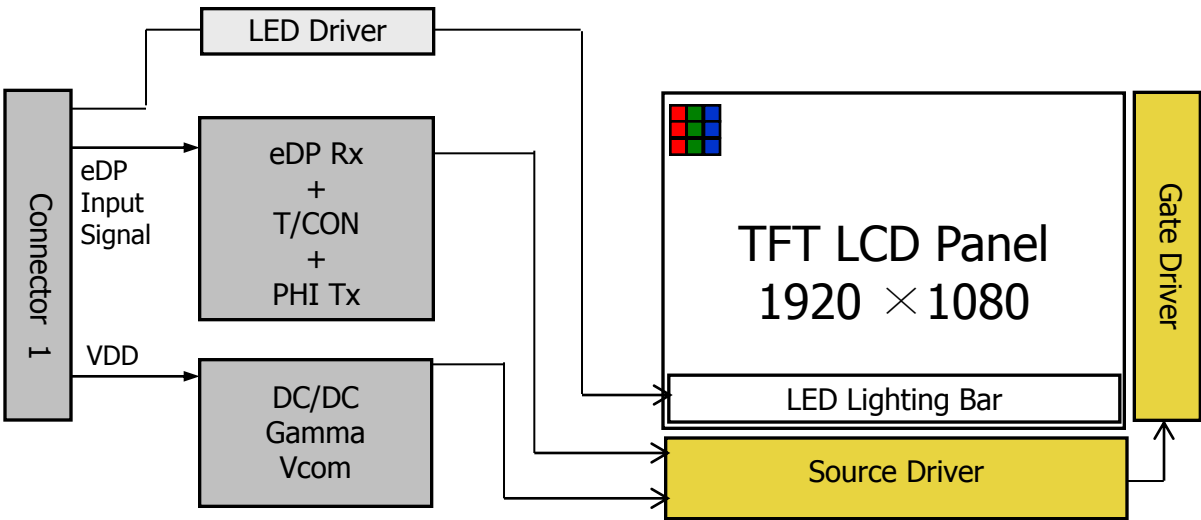 LED Driver
Connector 1
eDP
Input
Signal
VDD
eDP Rx
+
T/CON
+
PHI Tx
DC/DC
Gamma
Vcom
TFT LCD Panel
1920 ×1080
LED Lighting Bar
Source Driver
Gate Driver